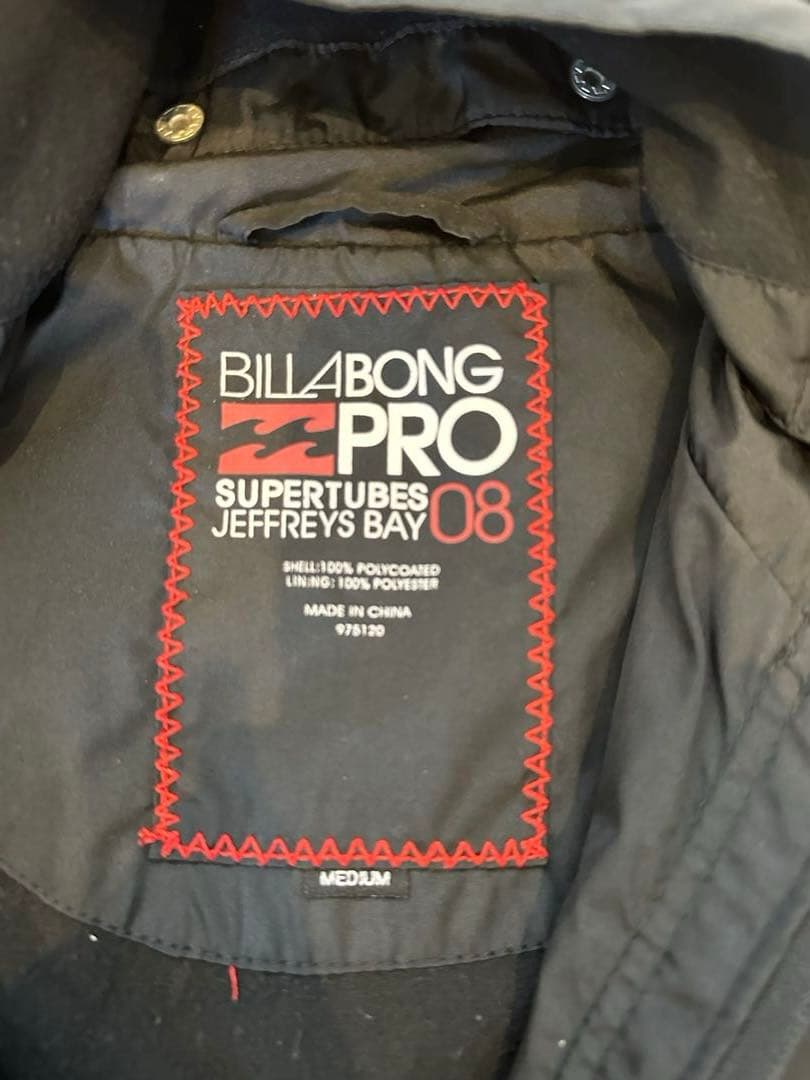 BILLABONG
PRO
SUPERTUBES
JEFFREYS BAY 08
SHELL: 100% POLYCOATED
LINING: 100% POLYESTER
MADE IN CHINA
975120
MEDIUM